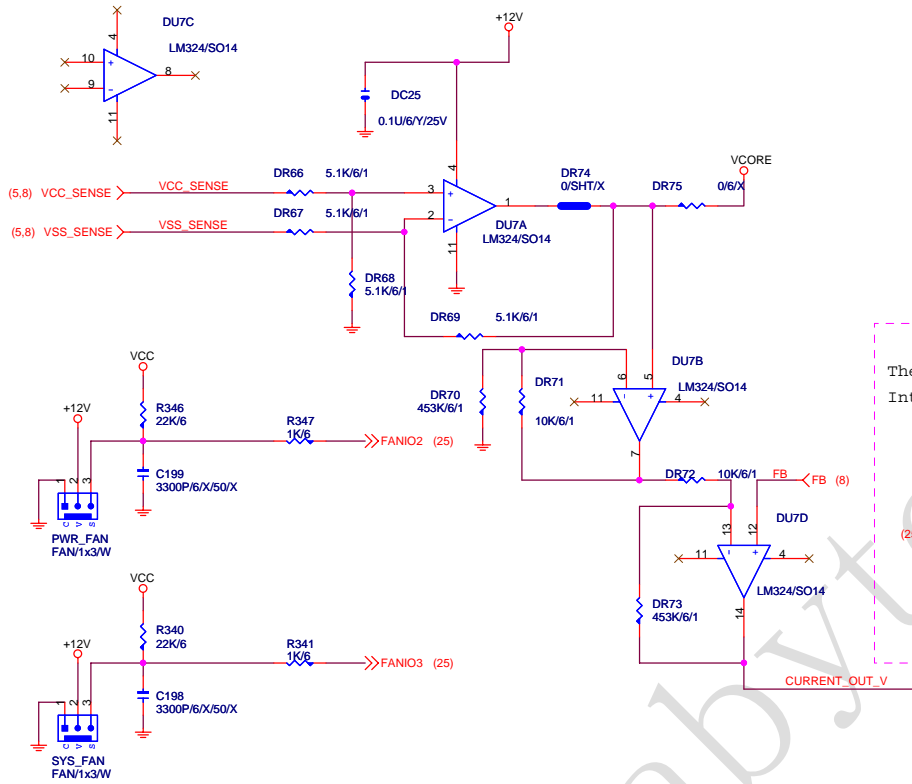 DU7C
LM324/SO14
4
10
+
9
-
8
11
+12V
DC25
0.1U/6/Y/25V
VCORE
DR66
5.1K/6/1
DR74
0/SHT/X
DR75
0/6/X
(5,8) VCC_SENSE
VCC_SENSE
3
+
4
1
DR67
5.1K/6/1
2
-
DU7A
LM324/SO14
(5,8) VSS_SENSE
VSS_SENSE
11
DR68
5.1K/6/1
DR69
5.1K/6/1
DU7B
LM324/SO14
6
5
-
+
11
4
7
DR70
453K/6/1
DR71
10K/6/1
The
Int
VCC
+12V
R346
22K/6
R347
1K/6
FANIO2 (25)
C199
3300P/6/X/50/X
1
2
3
C
V
S
PWR_FAN
FAN/1x3/W
DR72
10K/6/1
FB
FB (8)
DU7D
13
12
-
+
11
4
LM324/SO14
14
(25
DR73
453K/6/1
CURRENT_OUT_V
VCC
+12V
R340
22K/6
R341
1K/6
FANIO3 (25)
C198
3300P/6/X/50/X
1
2
3
C
V
S
SYS_FAN
FAN/1x3/W
abyt